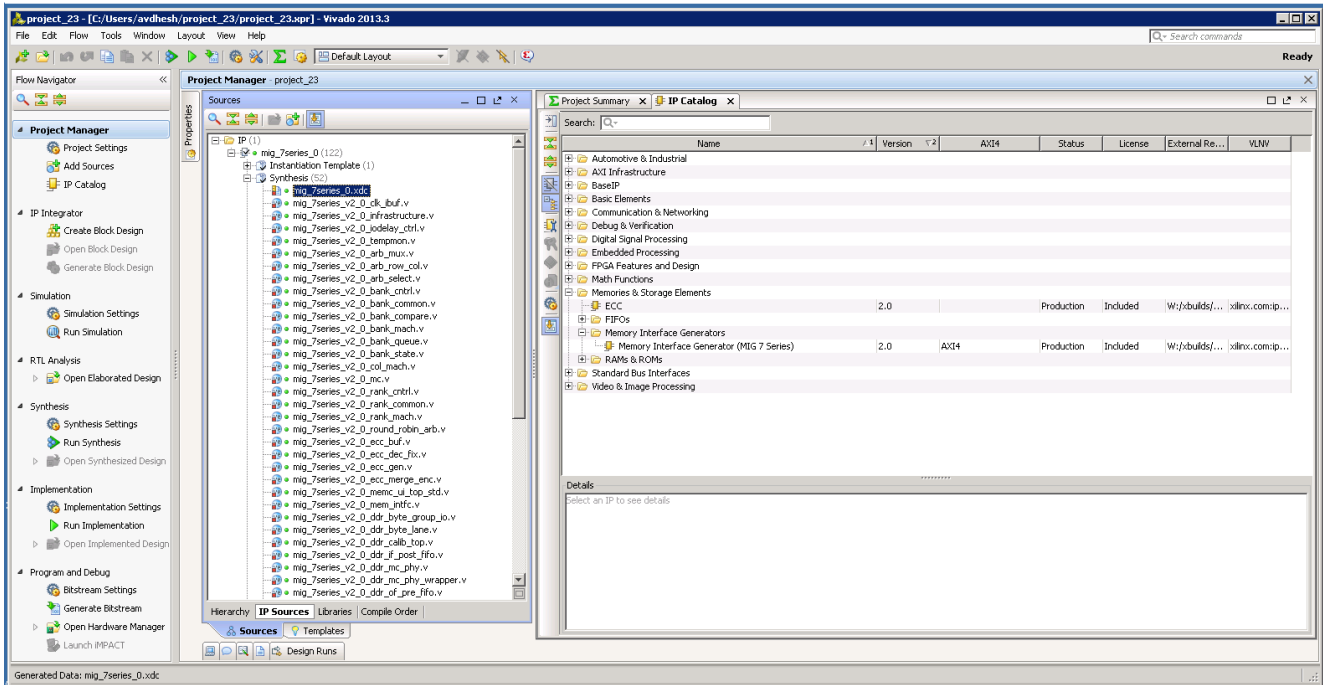 project_23 - [C:/Users/avdhesh/project_23/project_23.xpr] - Vivado 2013.3
File Edit Flow Tools Window Layout View Help
Search commands
Default Layout
Ready
Flow Navigator
Project Manager
Project Settings
Add Sources
IP Catalog
IP Integrator
Create Block Design
Open Block Design
Generate Block Design
Simulation
Simulation Settings
Run Simulation
RTL Analysis
Open Elaborated Design
Synthesis
Synthesis Settings
Run Synthesis
Open Synthesized Design
Implementation
Implementation Settings
Run Implementation
Open Implemented Design
Program and Debug
Bitstream Settings
Generate Bitstream
Open Hardware Manager
Launch iMPACT
Project Manager - project_23
Properties
Sources
IP (1)
mig_7series_0 (122)
Instantiation Template (1)
Synthesis (52)
mig_7series_0.xdc
mig_7series_v2_0_clk_ibuf.v
mig_7series_v2_0_infrastructure.v
mig_7series_v2_0_iodelay_ctrl.v
mig_7series_v2_0_tempmon.v
mig_7series_v2_0_arb_mux.v
mig_7series_v2_0_arb_row_col.v
mig_7series_v2_0_arb_select.v
mig_7series_v2_0_bank_cntrl.v
mig_7series_v2_0_bank_common.v
mig_7series_v2_0_bank_compare.v
mig_7series_v2_0_bank_mach.v
mig_7series_v2_0_bank_queue.v
mig_7series_v2_0_bank_state.v
mig_7series_v2_0_col_mach.v
mig_7series_v2_0_mc.v
mig_7series_v2_0_rank_cntrl.v
mig_7series_v2_0_rank_common.v
mig_7series_v2_0_rank_mach.v
mig_7series_v2_0_round_robin_arb.v
mig_7series_v2_0_ecc_buf.v
mig_7series_v2_0_ecc_dec_fix.v
mig_7series_v2_0_ecc_gen.v
mig_7series_v2_0_ecc_merge_enc.v
mig_7series_v2_0_memc_ui_top_std.v
mig_7series_v2_0_mem_intfc.v
mig_7series_v2_0_ddr_byte_group_io.v
mig_7series_v2_0_ddr_byte_lane.v
mig_7series_v2_0_ddr_calib_top.v
mig_7series_v2_0_ddr_if_post_fifo.v
mig_7series_v2_0_ddr_mc_phy.v
mig_7series_v2_0_ddr_mc_phy_wrapper.v
mig_7series_v2_0_ddr_of_pre_fifo.v
Hierarchy IP Sources Libraries Compile Order
Sources Templates
Design Runs
Project Summary IP Catalog
Search:
Name 1 Version 2 AXI4 Status License External Re... VLNV
Automotive & Industrial
AXI Infrastructure
BaseIP
Basic Elements
Communication & Networking
Debug & Verification
Digital Signal Processing
Embedded Processing
FPGA Features and Design
Math Functions
Memories & Storage Elements
ECC 2.0 Production Included W:/xbuilds/... xilinx.com:ip...
FIFOs
Memory Interface Generators
Memory Interface Generator (MIG 7 Series) 2.0 AXI4 Production Included W:/xbuilds/... xilinx.com:ip...
RAMs & ROMs
Standard Bus Interfaces
Video & Image Processing
Details
Select an IP to see details
Generated Data: mig_7series_0.xdc